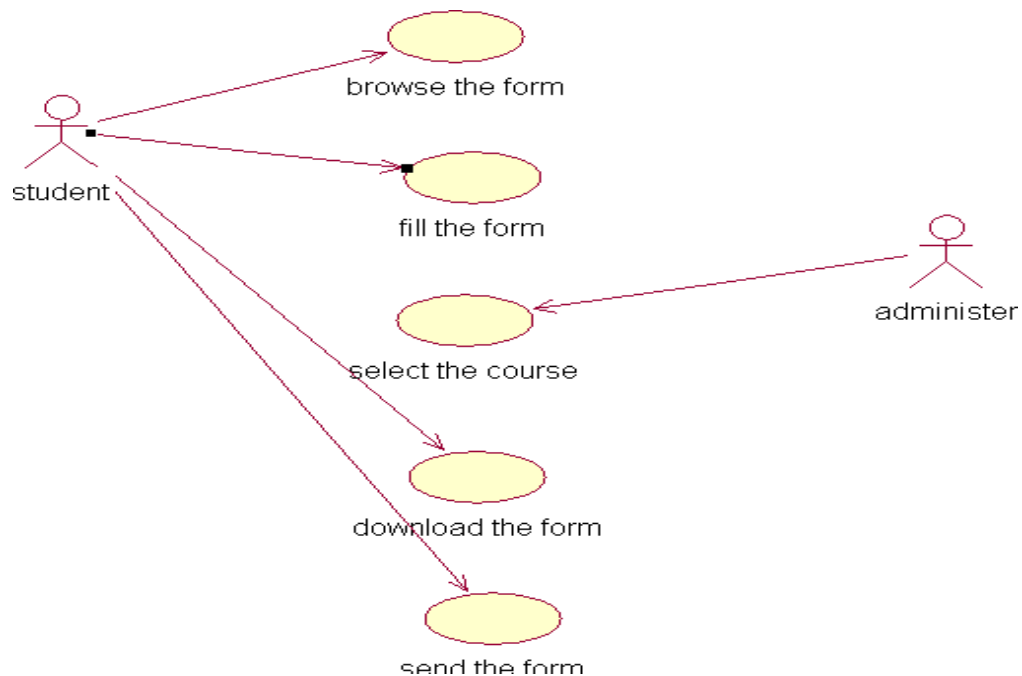 browse the form
student
fill the form
administer
select the course
download the form
send the form